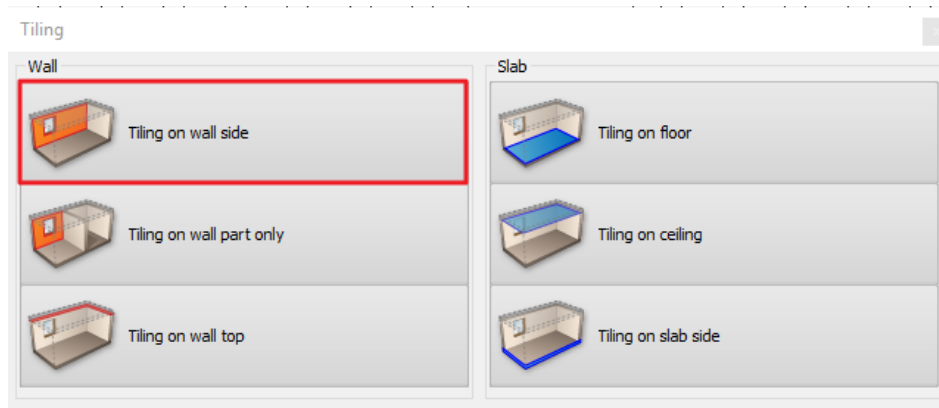 Tiling
Wall
Tiling on wall side
Tiling on wall part only
Tiling on wall top
Slab
Tiling on floor
Tiling on ceiling
Tiling on slab side